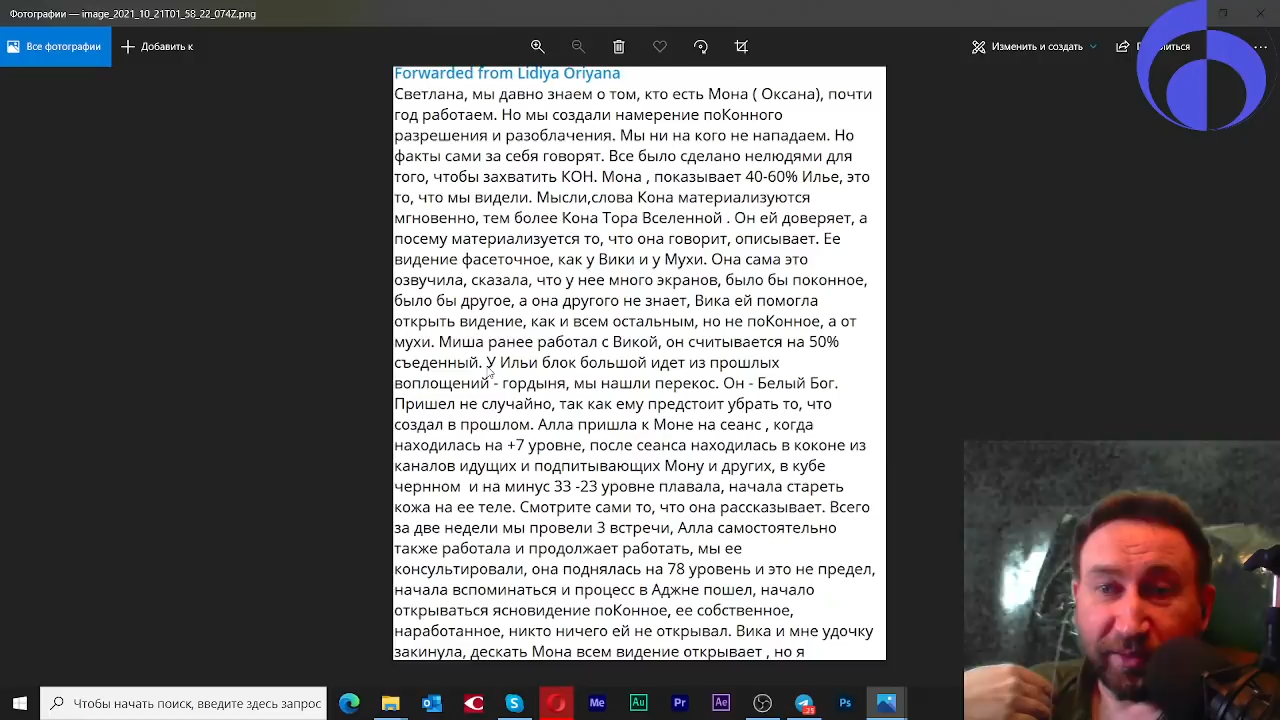 Фотографии — image_2021_10_21T01_58_22_074Z.png
Все фотографии
Добавить к
Изменить и создать
Forwarded from Lidiya Oriyana
Светлана, мы давно знаем о том, кто есть Мона ( Оксана), почти
год работаем. Но мы создали намерение поКонного
разрешения и разоблачения. Мы ни на кого не нападаем. Но
факты сами за себя говорят. Все было сделано нелюдями для
того, чтобы захватить КОН. Мона , показывает 40-60% Илье, это
то, что мы видели. Мысли,слова Кона материализуются
мгновенно, тем более Кона Тора Вселенной . Он ей доверяет, а
посему материализуется то, что она говорит, описывает. Ее
видение фасеточное, как у Вики и у Мухи. Она сама это
озвучила, сказала, что у нее много экранов, было бы поконное,
было бы другое, а она другого не знает, Вика ей помогла
открыть видение, как и всем остальным, но не поКонное, а от
мухи. Миша ранее работал с Викой, он считывается на 50%
съеденный. У Ильи блок большой идет из прошлых
воплощений - гордыня, мы нашли перекос. Он - Белый Бог.
Пришел не случайно, так как ему предстоит убрать то, что
создал в прошлом. Алла пришла к Моне на сеанс , когда
находилась на +7 уровне, после сеанса находилась в коконе из
каналов идущих и подпитывающих Мону и других, в кубе
чернном и на минус 33 -23 уровне плавала, начала стареть
кожа на ее теле. Смотрите сами то, что она рассказывает. Всего
за две недели мы провели 3 встречи, Алла самостоятельно
также работала и продолжает работать, мы ее
консультировали, она поднялась на 78 уровень и это не предел,
начала вспоминаться и процесс в Аджне пошел, начало
открываться ясновидение поКонное, ее собственное,
наработанное, никто ничего ей не открывал. Вика и мне удочку
закинула, дескать Мона всем видение открывает , но я
Чтобы начать поиск, введите здесь запрос
Me
Au
Pr
Ae
25
Ps